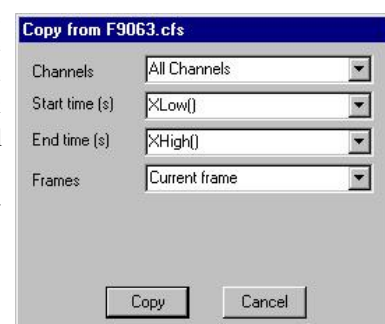 Copy from F9063.cfs
Channels All Channels
Start time (s) XLow()
End time (s) XHigh()
Frames Current frame
Copy Cancel